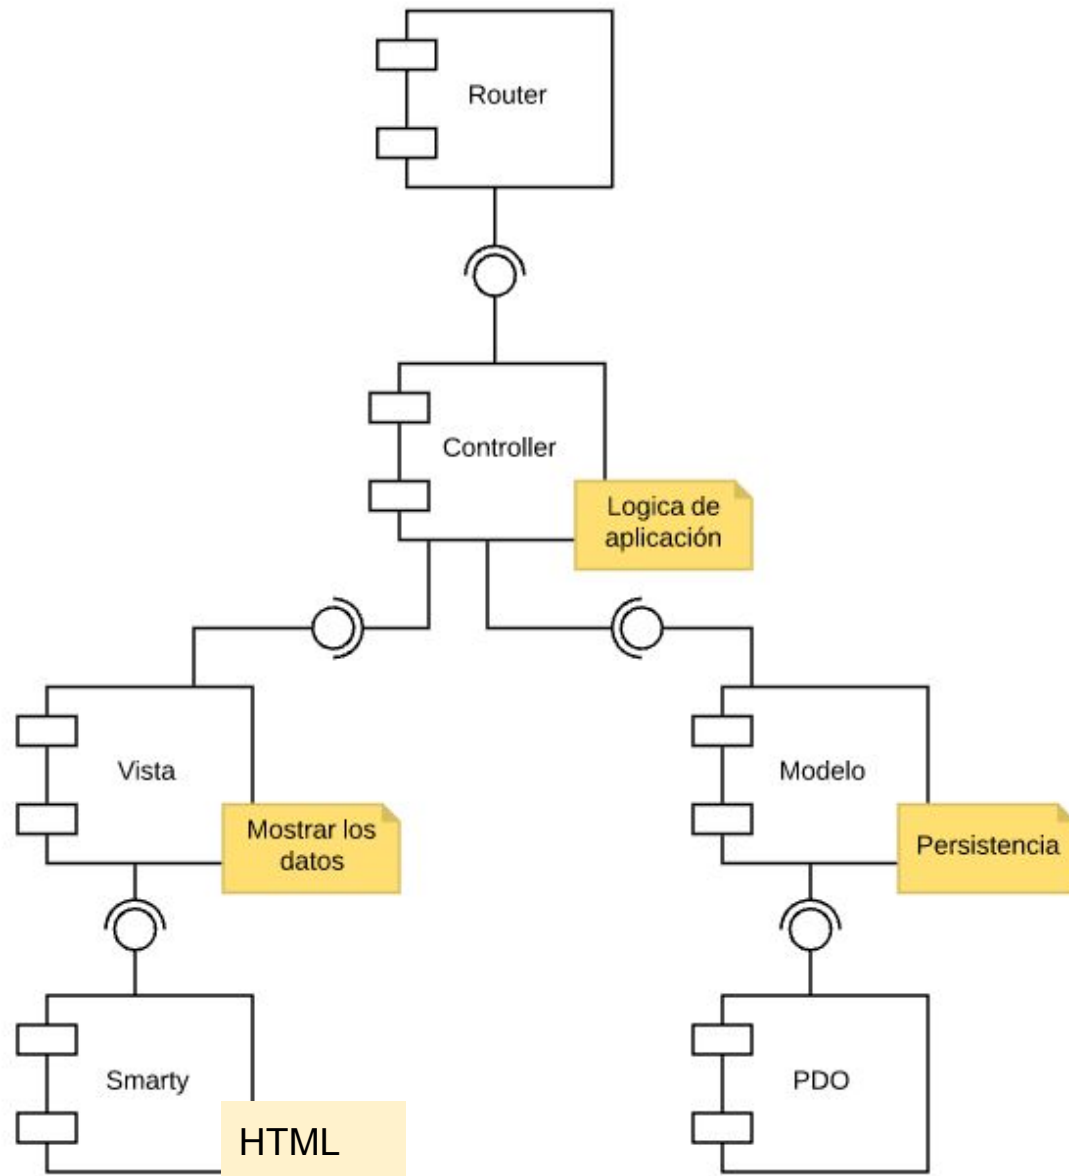 Router
Controller
Logica de
aplicación
Vista
Modelo
Mostrar los
datos
Persistencia
Smarty
PDO
HTML